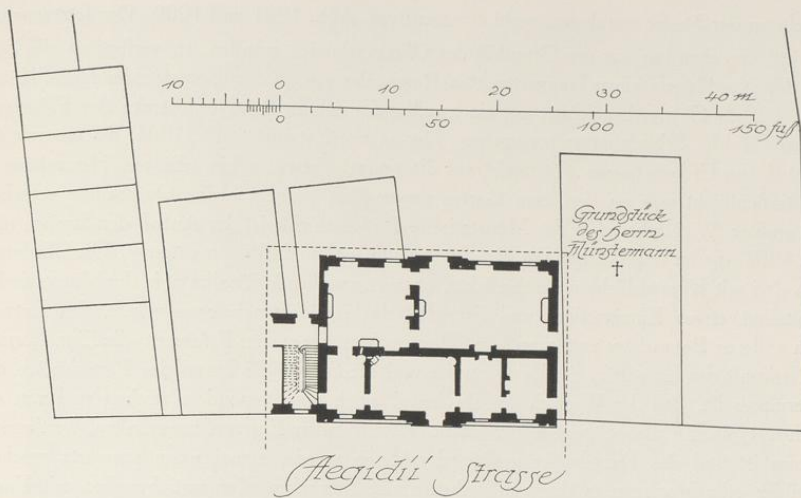 10 0 10 20 30 40 m
0 50 100 150 fuß
Grundstück
des Herrn
Münstermann
†
Aegidii Strasse